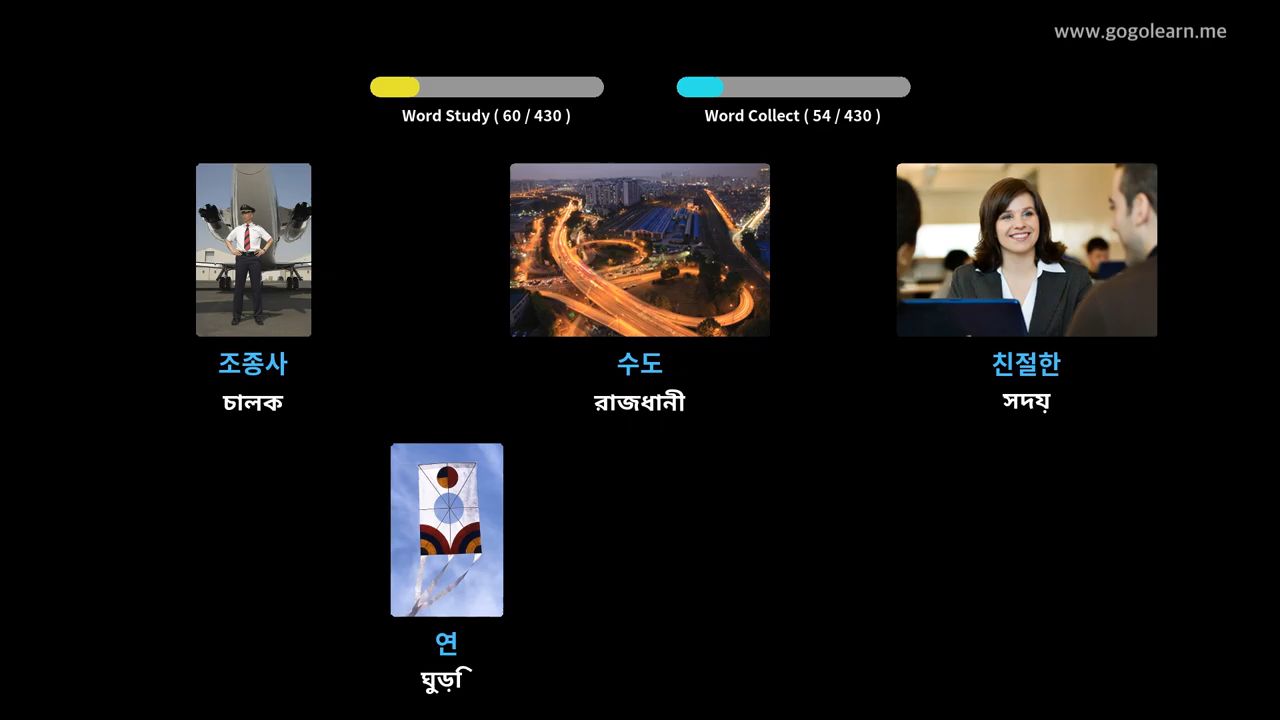 www.gogolearn.me
Word Study ( 60 / 430 )
Word Collect ( 54 / 430 )
조종사
수도
친절한
চালক
রাজধানী
সদয়
연
ঘুড়ি